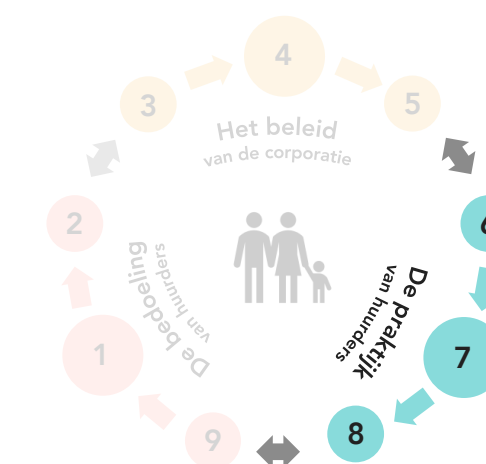 4
3
5
Het beleid
van de corporatie
2
6
De bedoeling
van huurders
De praktijk
van huurders
1
7
9
8